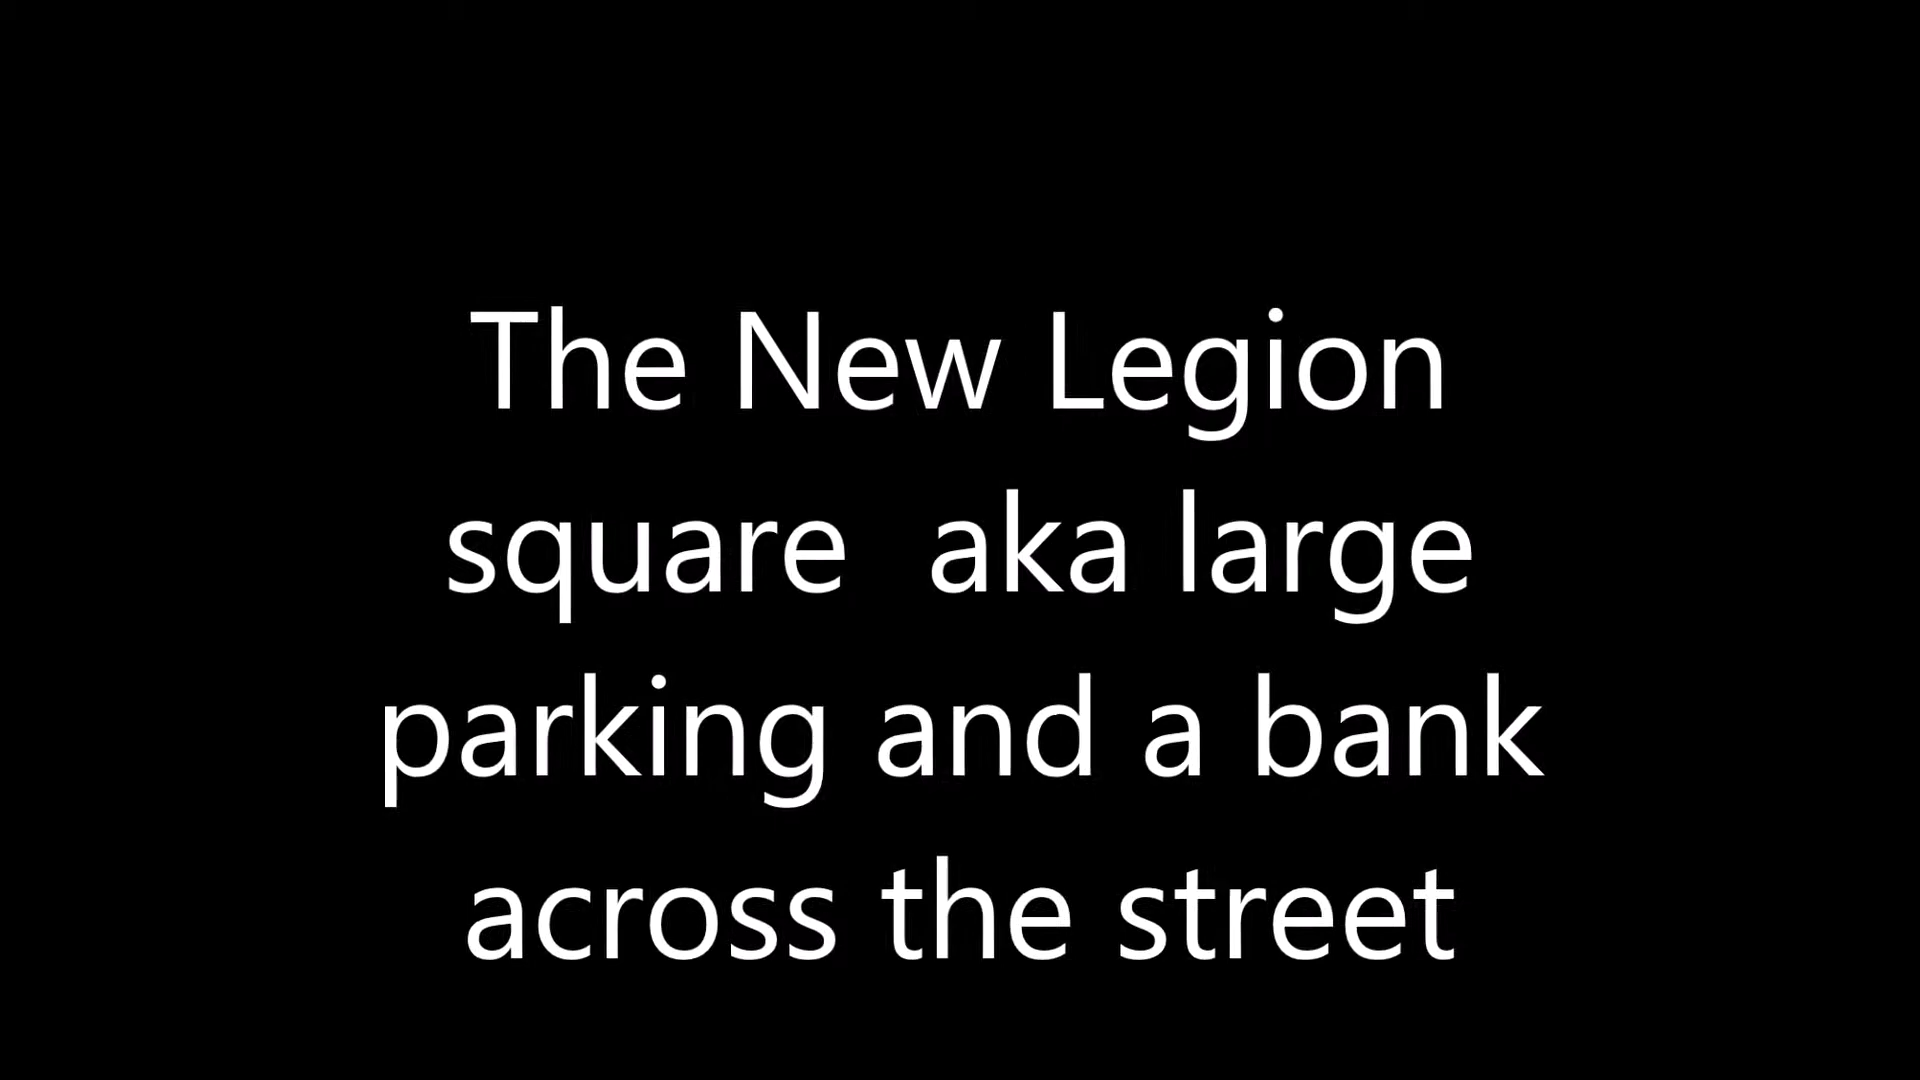 The New Legion
square  aka large
parking and a bank
across the street